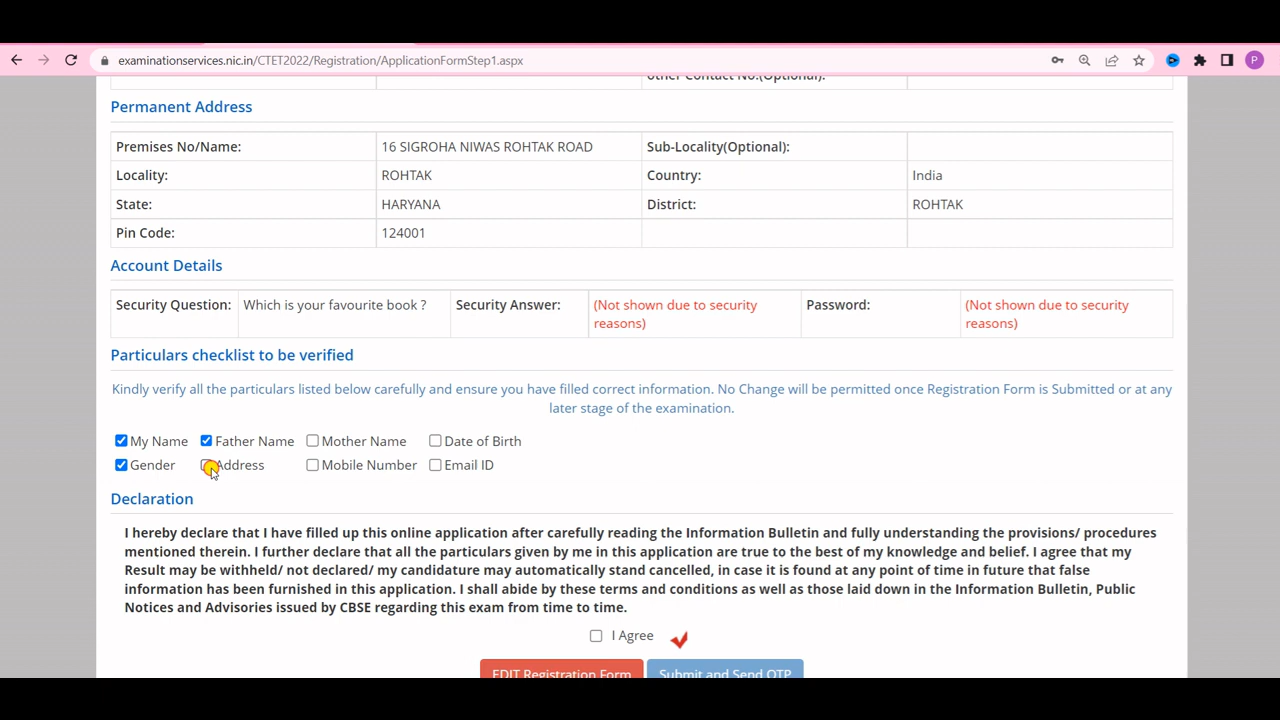 examinationservices.nic.in/CTET2022/Registration/ApplicationFormStep1.aspx
P
other Contact No.(Optional):
Permanent Address
Premises No/Name: 16 SIGROHA NIWAS ROHTAK ROAD Sub-Locality(Optional):
Locality: ROHTAK Country: India
State: HARYANA District: ROHTAK
Pin Code: 124001
Account Details
Security Question: Which is your favourite book ? Security Answer: (Not shown due to security Password: (Not shown due to security
reasons) reasons)
Particulars checklist to be verified
Kindly verify all the particulars listed below carefully and ensure you have filled correct information. No Change will be permitted once Registration Form is Submitted or at any
later stage of the examination.
My Name Father Name Mother Name Date of Birth
Gender Address Mobile Number Email ID
Declaration
I hereby declare that I have filled up this online application after carefully reading the Information Bulletin and fully understanding the provisions/ procedures
mentioned therein. I further declare that all the particulars given by me in this application are true to the best of my knowledge and belief. I agree that my
Result may be withheld/ not declared/ my candidature may automatically stand cancelled, in case it is found at any point of time in future that false
information has been furnished in this application. I shall abide by these terms and conditions as well as those laid down in the Information Bulletin, Public
Notices and Advisories issued by CBSE regarding this exam from time to time.
I Agree
EDIT Registration Form Submit and Send OTP